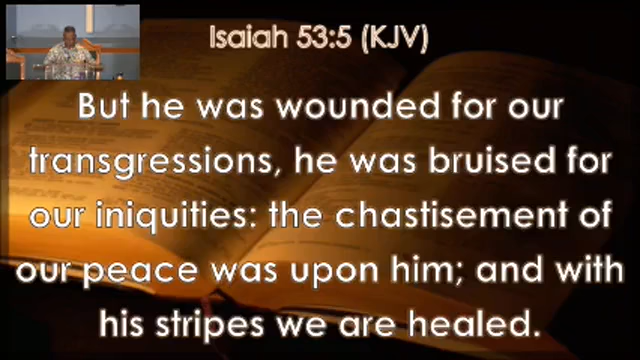 Isaiah 53:5 (KJV)
But he was wounded for our
transgressions, he was bruised for
our iniquities: the chastisement of
our peace was upon him; and with
his stripes we are healed.